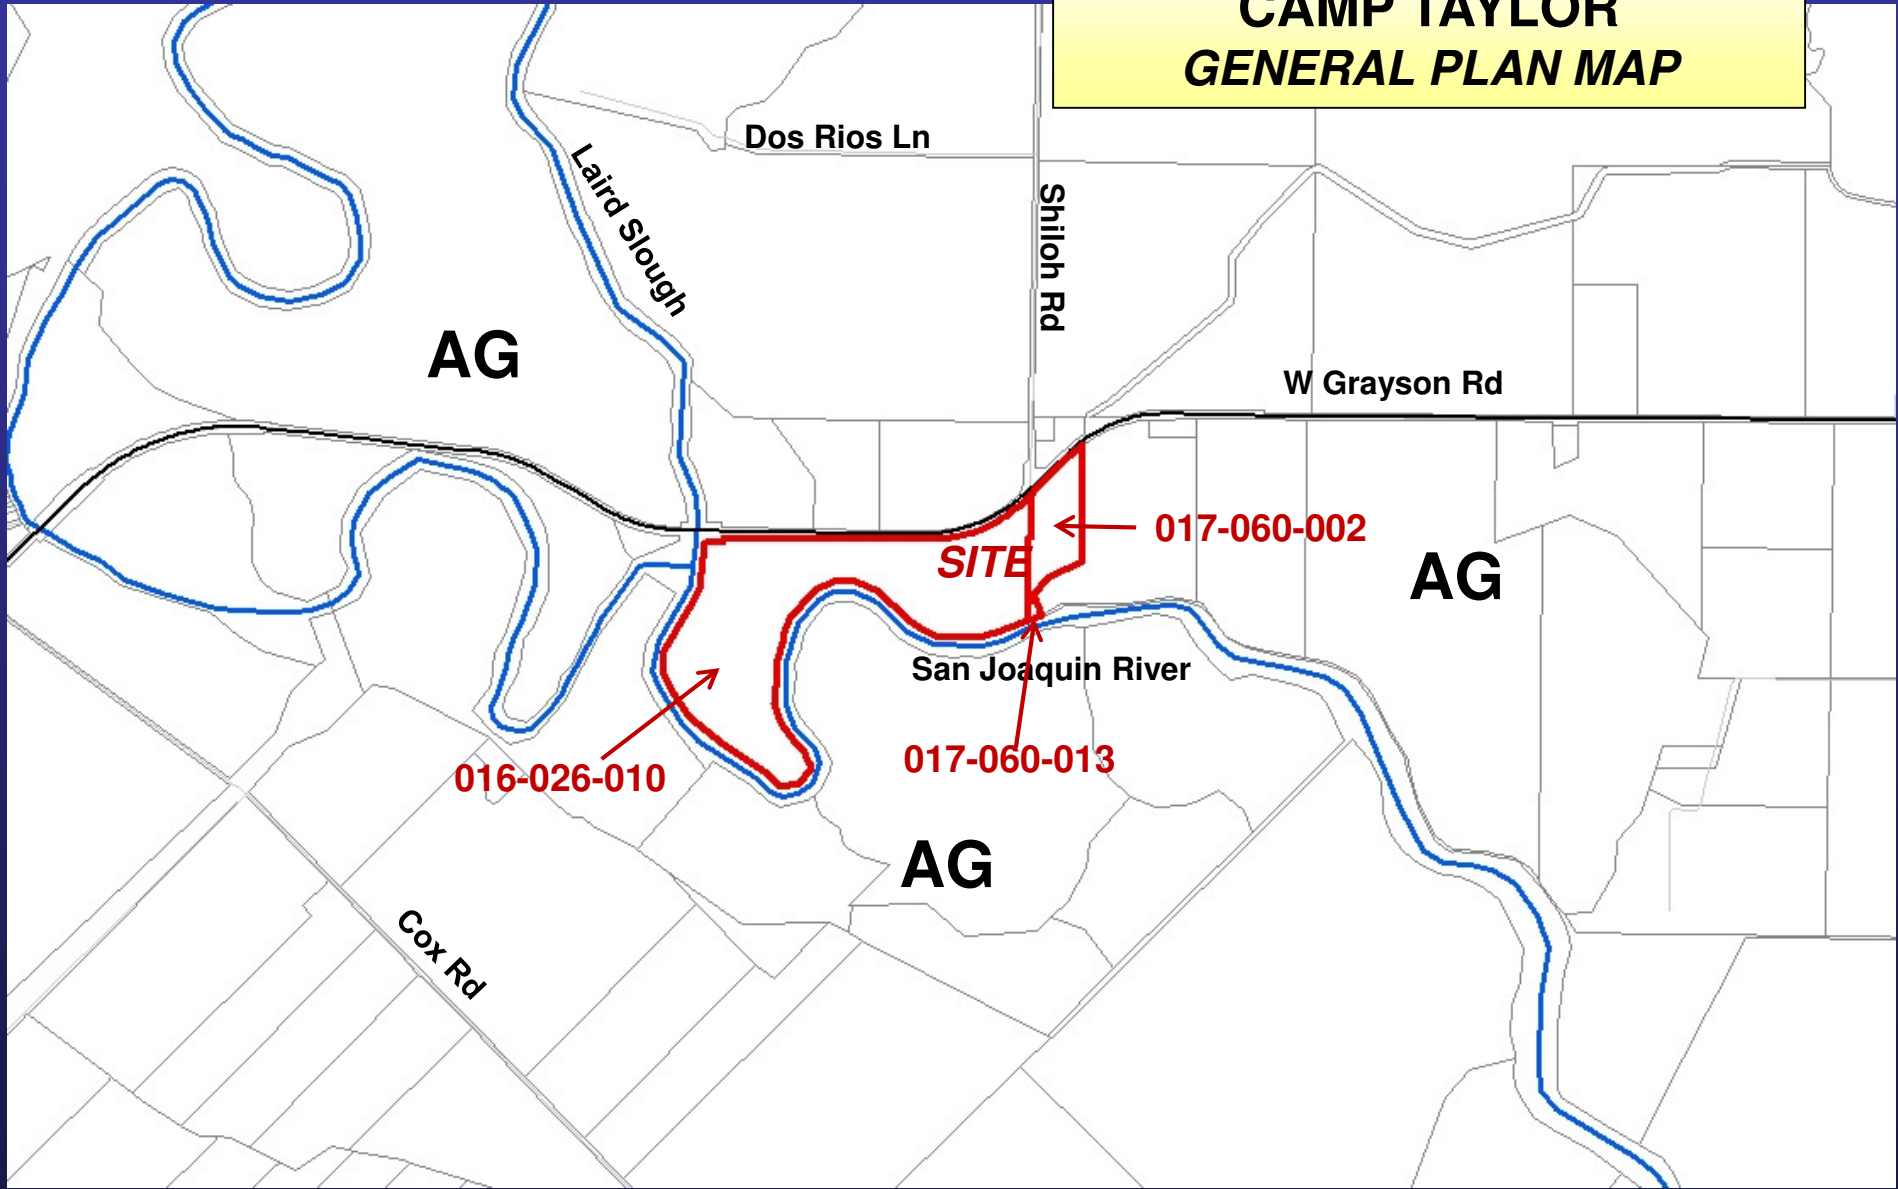 CAMP TAYLOR
GENERAL PLAN MAP
Dos Rios Ln
Laird Slough
Shiloh Rd
AG
W Grayson Rd
017-060-002
SITE
AG
San Joaquin River
017-060-013
016-026-010
AG
Cox Rd